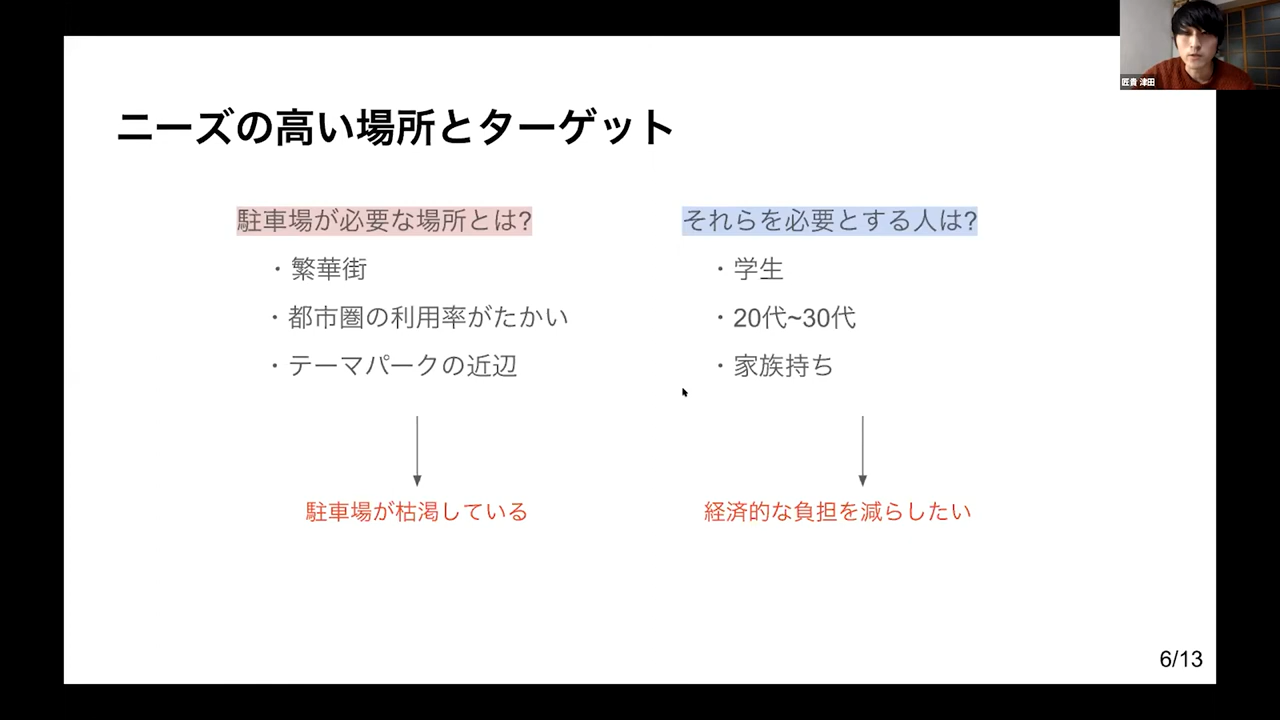 ニーズの高い場所とターゲット
駐車場が必要な場所とは?
・繁華街
・都市圏の利用率がたかい
・テーマパークの近辺
駐車場が枯渇している
それらを必要とする人は?
・学生
・20代~30代
・家族持ち
経済的な負担を減らしたい
6/13
匠貴 津田